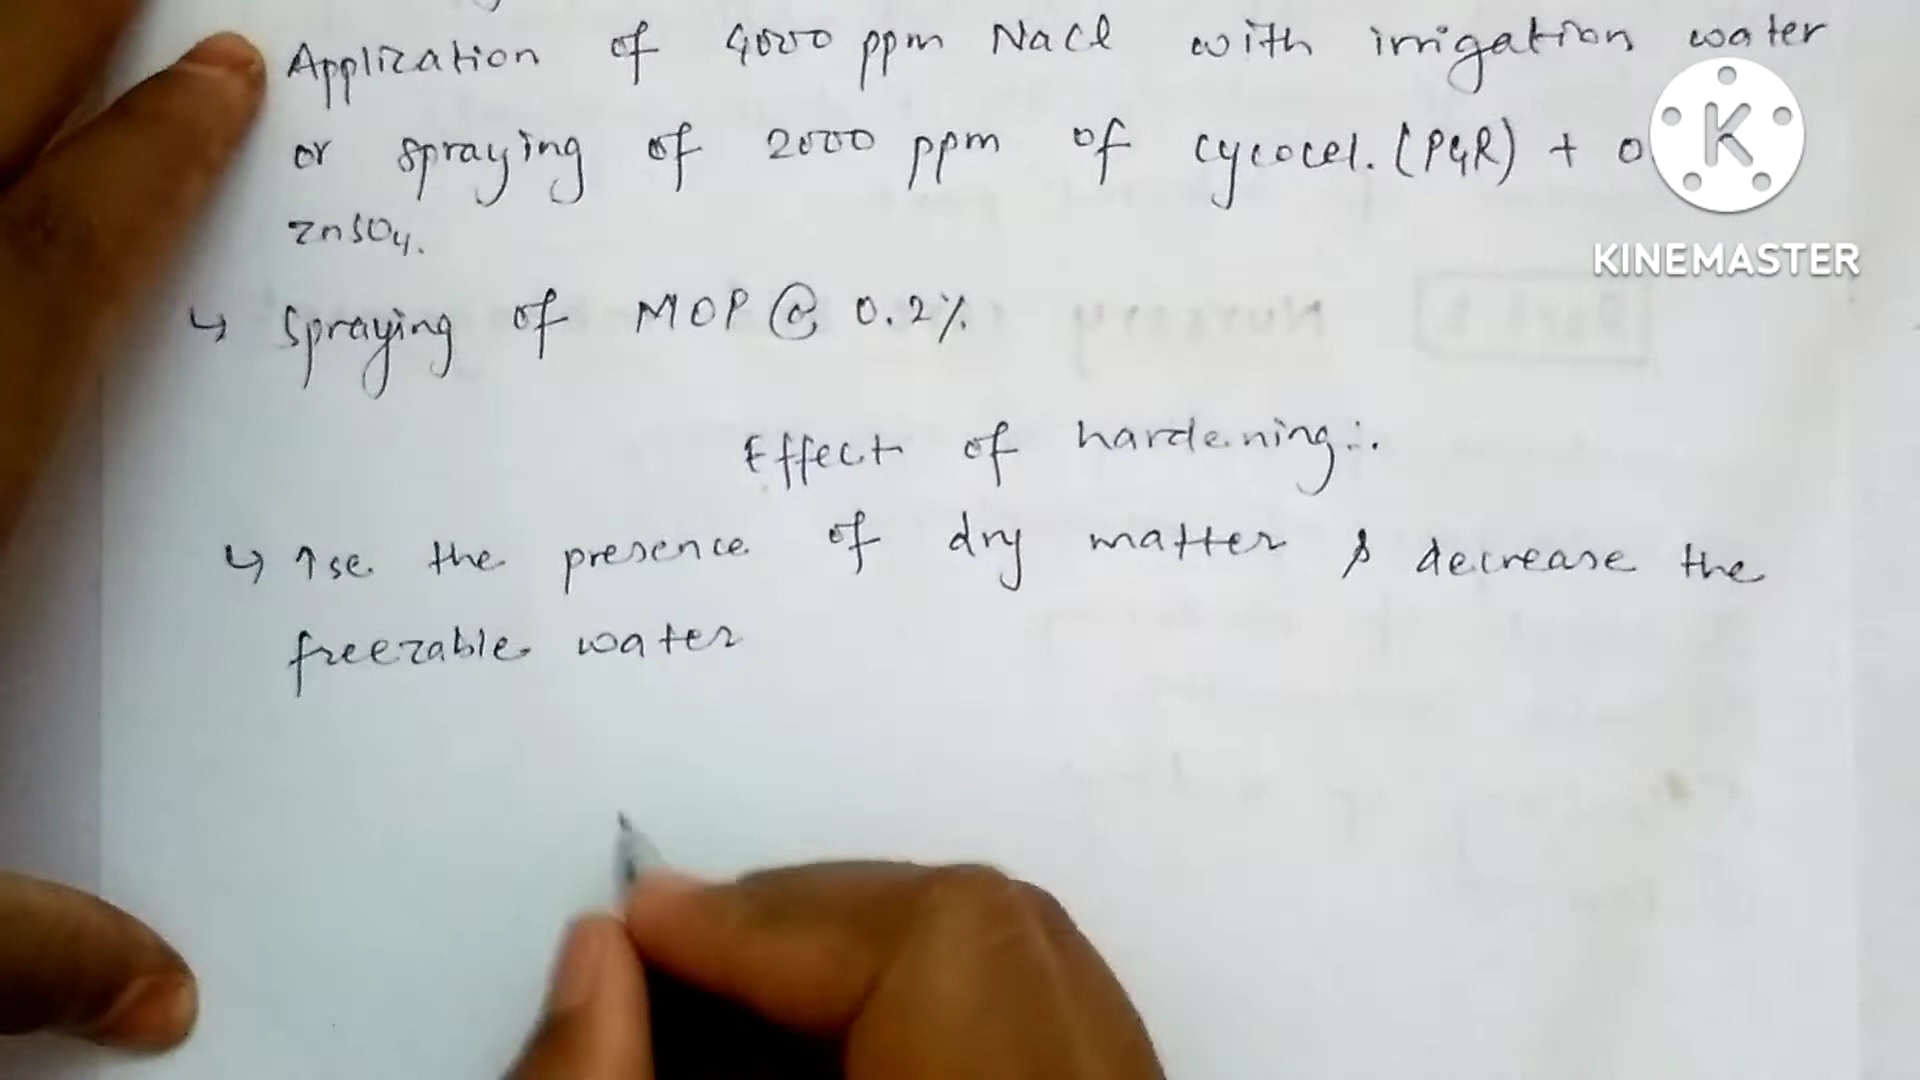 Application of 4000 ppm NaCl with irrigation water
or spraying of 2000 ppm of cycocel. (PGR) + 0
ZnSO4.
↳ Spraying of MOP @ 0.2%
Effect of hardening:.
↳ ↑se the presence of dry matter & decrease the
freezable water
K
KINEMASTER